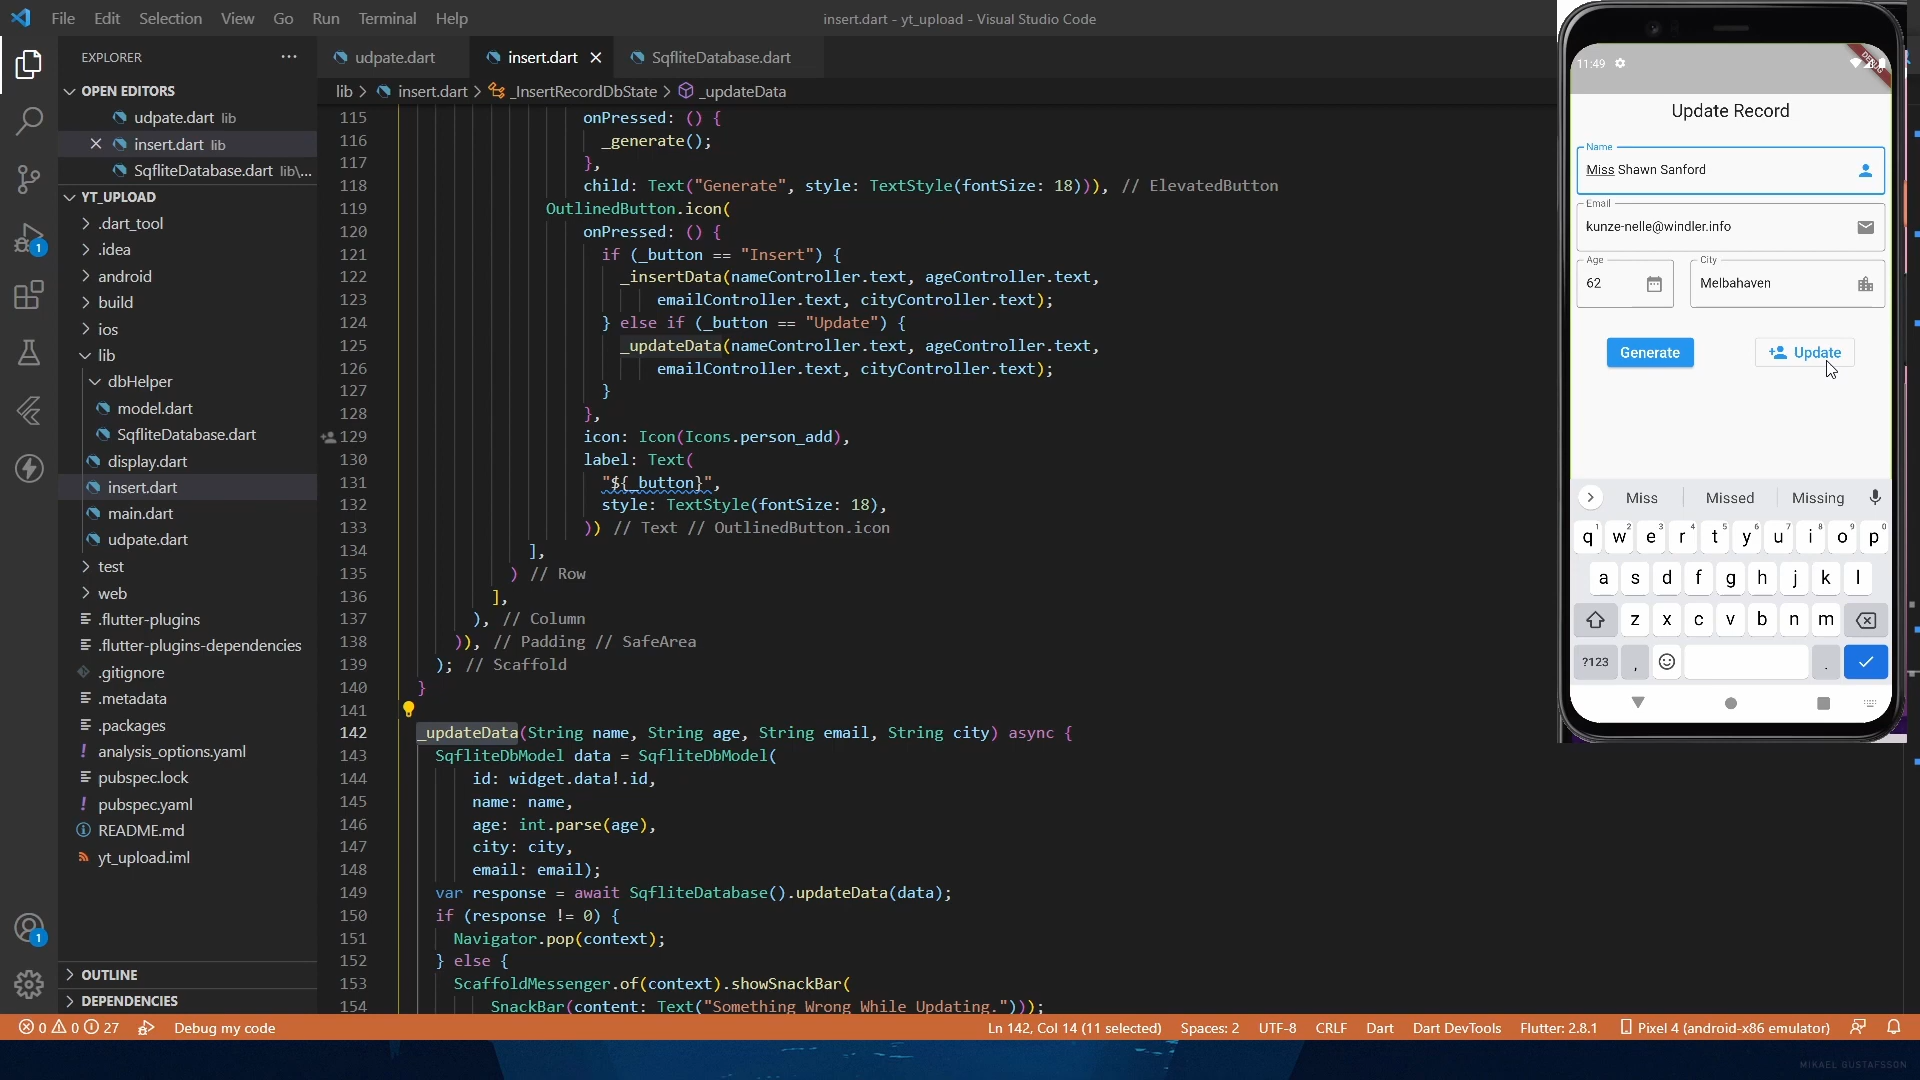 File Edit Selection View Go Run Terminal Help
insert.dart - yt_upload - Visual Studio Code
EXPLORER
OPEN EDITORS
udpate.dart lib
insert.dart lib
SqfliteDatabase.dart lib\...
YT_UPLOAD
.dart_tool
.idea
android
build
ios
lib
dbHelper
model.dart
SqfliteDatabase.dart
display.dart
insert.dart
main.dart
udpate.dart
test
web
.flutter-plugins
.flutter-plugins-dependencies
.gitignore
.metadata
.packages
analysis_options.yaml
pubspec.lock
pubspec.yaml
README.md
yt_upload.iml
OUTLINE
DEPENDENCIES
1
1
udpate.dart insert.dart SqfliteDatabase.dart
lib > insert.dart > _InsertRecordDbState > _updateData
115 onPressed: () {
116 _generate();
117 },
118 child: Text("Generate", style: TextStyle(fontSize: 18))), // ElevatedButton
119 OutlinedButton.icon(
120 onPressed: () {
121 if (_button == "Insert") {
122 _insertData(nameController.text, ageController.text,
123 emailController.text, cityController.text);
124 } else if (_button == "Update") {
125 _updateData(nameController.text, ageController.text,
126 emailController.text, cityController.text);
127 }
128 },
129 icon: Icon(Icons.person_add),
130 label: Text(
131 "${_button}",
132 style: TextStyle(fontSize: 18),
133 )) // Text // OutlinedButton.icon
134 ],
135 ) // Row
136 ],
137 ), // Column
138 )), // Padding // SafeArea
139 ); // Scaffold
140 }
141
142 _updateData(String name, String age, String email, String city) async {
143 SqfliteDbModel data = SqfliteDbModel(
144 id: widget.data!.id,
145 name: name,
146 age: int.parse(age),
147 city: city,
148 email: email);
149 var response = await SqfliteDatabase().updateData(data);
150 if (response != 0) {
151 Navigator.pop(context);
152 } else {
153 ScaffoldMessenger.of(context).showSnackBar(
154 SnackBar(content: Text("Something Wrong While Updating.")));
11:49
DEBUG
Update Record
Name
Miss Shawn Sanford
Email
kunze-nelle@windler.info
Age
62
City
Melbahaven
Generate
Update
Miss Missed Missing
1 2 3 4 5 6 7 8 9 0
q w e r t y u i o p
a s d f g h j k l
z x c v b n m
?123 , .
0 0 27 Debug my code
Ln 142, Col 14 (11 selected) Spaces: 2 UTF-8 CRLF Dart Dart DevTools Flutter: 2.8.1 Pixel 4 (android-x86 emulator)
MIKAEL GUSTAFSSON